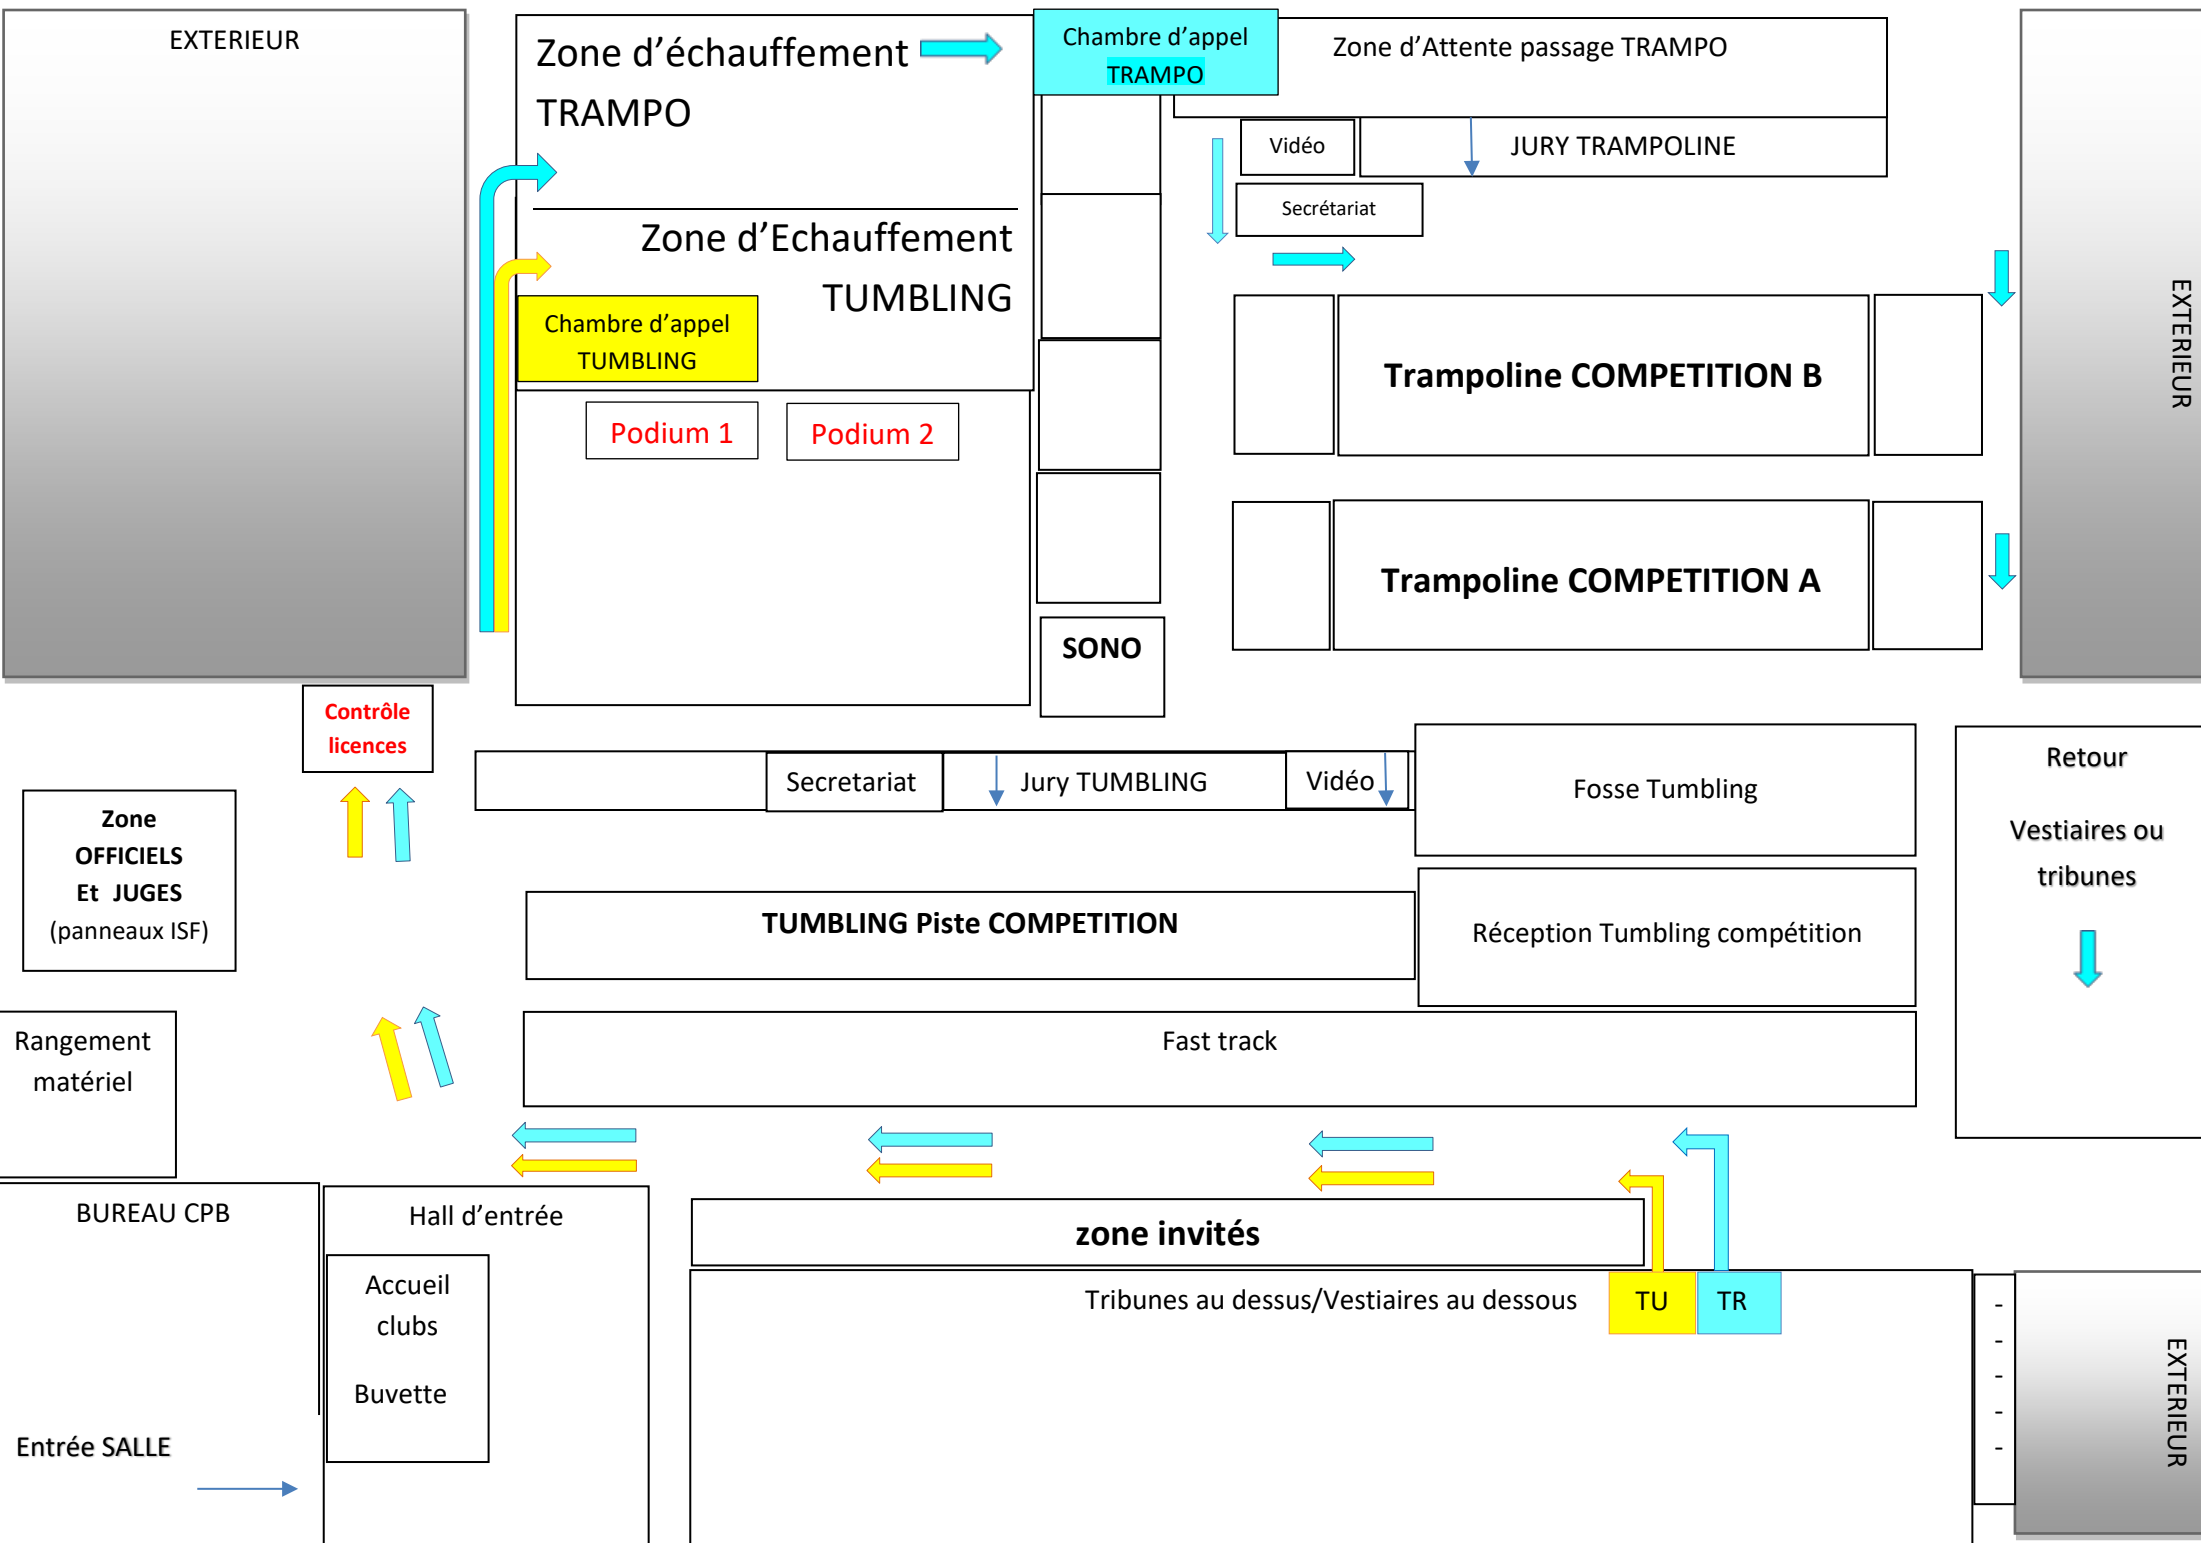 EXTERIEUR
Zone d'échauffement
TRAMPO
Chambre d'appel
TRAMPO
Zone d'Attente passage TRAMPO
Vidéo
JURY TRAMPOLINE
Secrétariat
Zone d'Echauffement
TUMBLING
Chambre d'appel
TUMBLING
Podium 1
Podium 2
Trampoline COMPETITION B
EXTERIEUR
Trampoline COMPETITION A
SONO
Contrôle
licences
Secretariat
Jury TUMBLING
Vidéo
Fosse Tumbling
Retour
Vestiaires ou
tribunes
Zone
OFFICIELS
Et JUGES
(panneaux ISF)
TUMBLING Piste COMPETITION
Réception Tumbling compétition
Rangement
matériel
Fast track
BUREAU CPB
Hall d'entrée
zone invités
Accueil
clubs
Buvette
Tribunes au dessus/Vestiaires au dessous
TU
TR
-
-
-
-
-
EXTERIEUR
Entrée SALLE